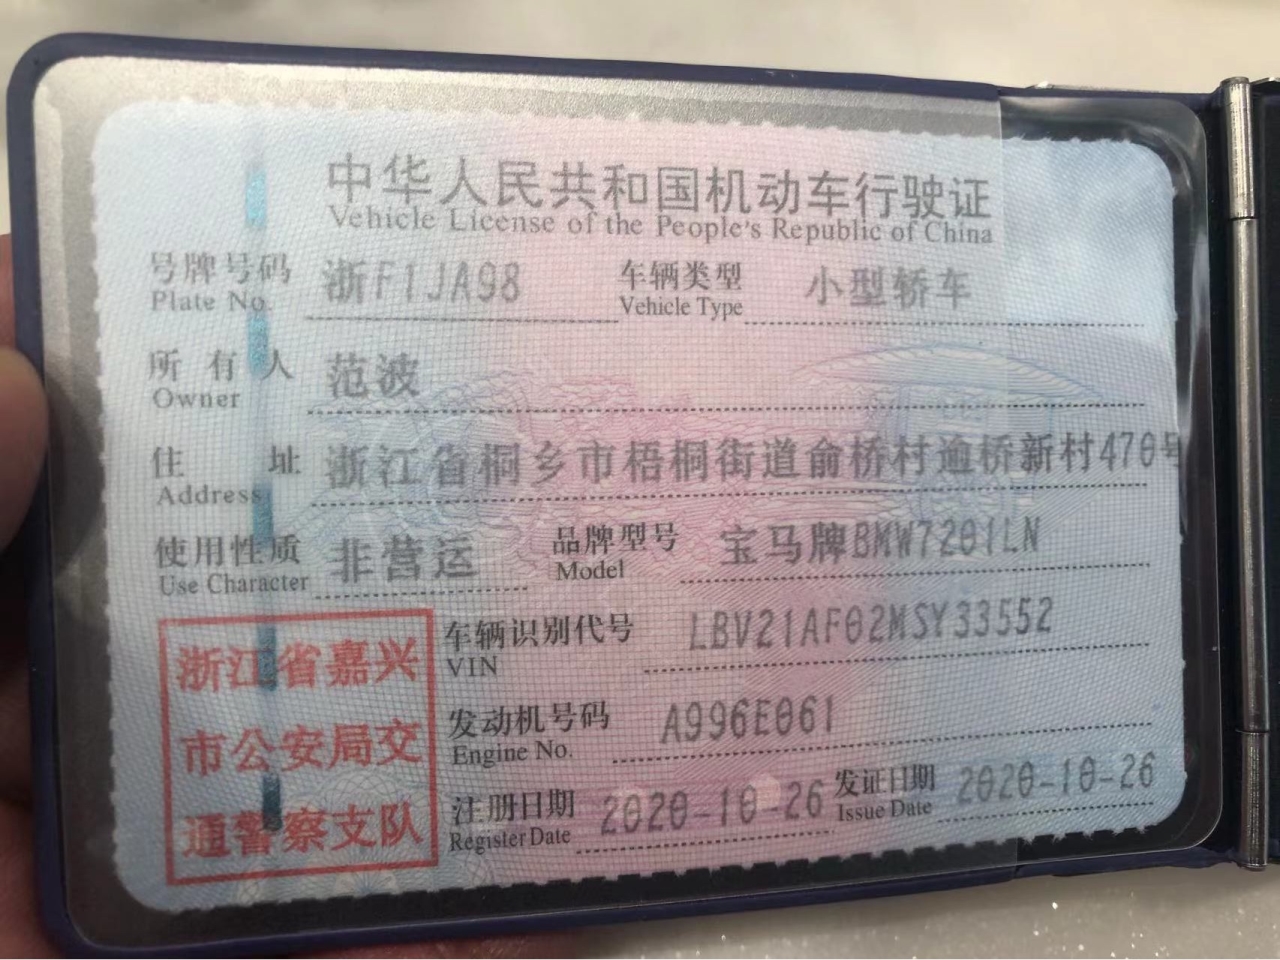 中华人民共和国机动车行驶证
Vehicle License of the People's Republic of China
号牌号码 浙F1JA98 车辆类型 小型轿车
Plate No. Vehicle Type
所有人 范波
Owner
住址 浙江省桐乡市梧桐街道俞桥村逾桥新村470号
Address
使用性质 非营运 品牌型号 宝马牌BMW7201LN
Use Character Model
浙江省嘉兴
市公安局交
通警察支队
车辆识别代号 LBV21AF02MSY33552
VIN
发动机号码 A996E061
Engine No.
注册日期 2020-10-26 发证日期 2020-10-26
Register Date Issue Date